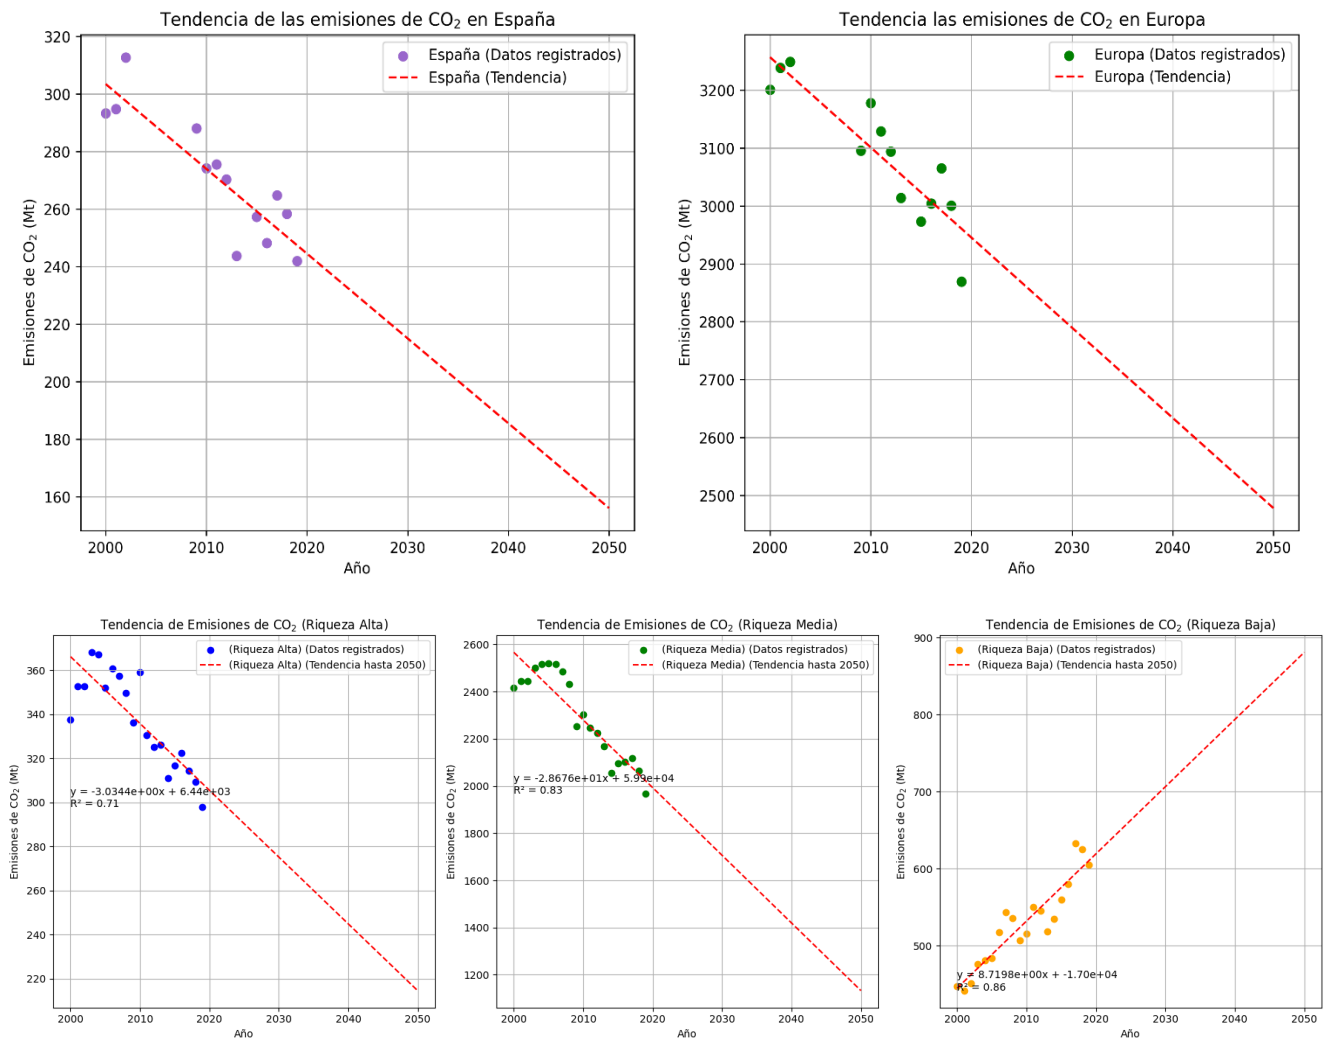 Tendencia de las emisiones de CO₂ en España
320
300
280
260
240
220
200
180
160
Emisiones de CO₂ (Mt)
España (Datos registrados)
España (Tendencia)
2000 2010 2020 2030 2040 2050
Año
Tendencia las emisiones de CO₂ en Europa
3200
3100
3000
2900
2800
2700
2600
2500
Emisiones de CO₂ (Mt)
Europa (Datos registrados)
Europa (Tendencia)
2000 2010 2020 2030 2040 2050
Año
Tendencia de Emisiones de CO₂ (Riqueza Alta)
360
340
320
300
280
260
240
220
Emisiones de CO₂ (Mt)
(Riqueza Alta) (Datos registrados)
(Riqueza Alta) (Tendencia hasta 2050)
y = -3.0344e+00x + 6.44e+03
R² = 0.71
2000 2010 2020 2030 2040 2050
Año
Tendencia de Emisiones de CO₂ (Riqueza Media)
2600
2400
2200
2000
1800
1600
1400
1200
Emisiones de CO₂ (Mt)
(Riqueza Media) (Datos registrados)
(Riqueza Media) (Tendencia hasta 2050)
y = -2.8676e+01x + 5.99e+04
R² = 0.83
2000 2010 2020 2030 2040 2050
Año
Tendencia de Emisiones de CO₂ (Riqueza Baja)
900
800
700
600
500
Emisiones de CO₂ (Mt)
(Riqueza Baja) (Datos registrados)
(Riqueza Baja) (Tendencia hasta 2050)
y = 8.7198e+00x + -1.70e+04
R² = 0.86
2000 2010 2020 2030 2040 2050
Año